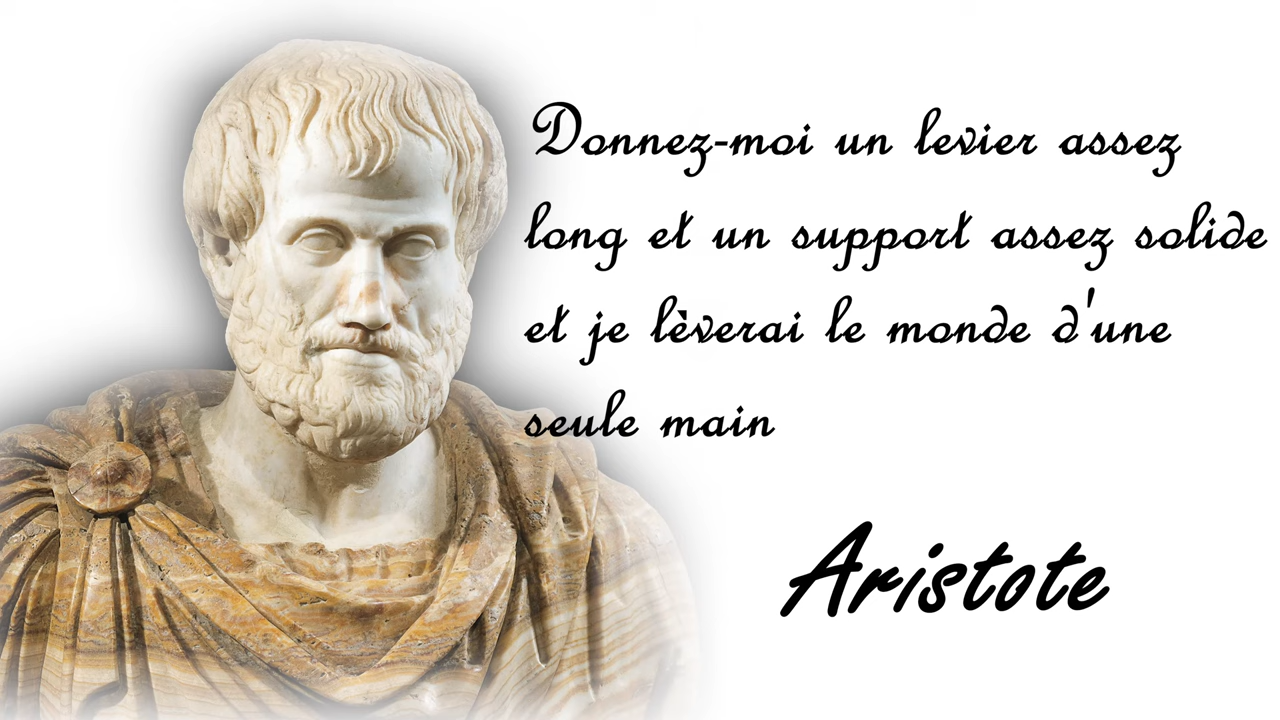 Donnez-moi un levier assez
long et un support assez solide
et je lèverai le monde d'une
seule main
Aristote